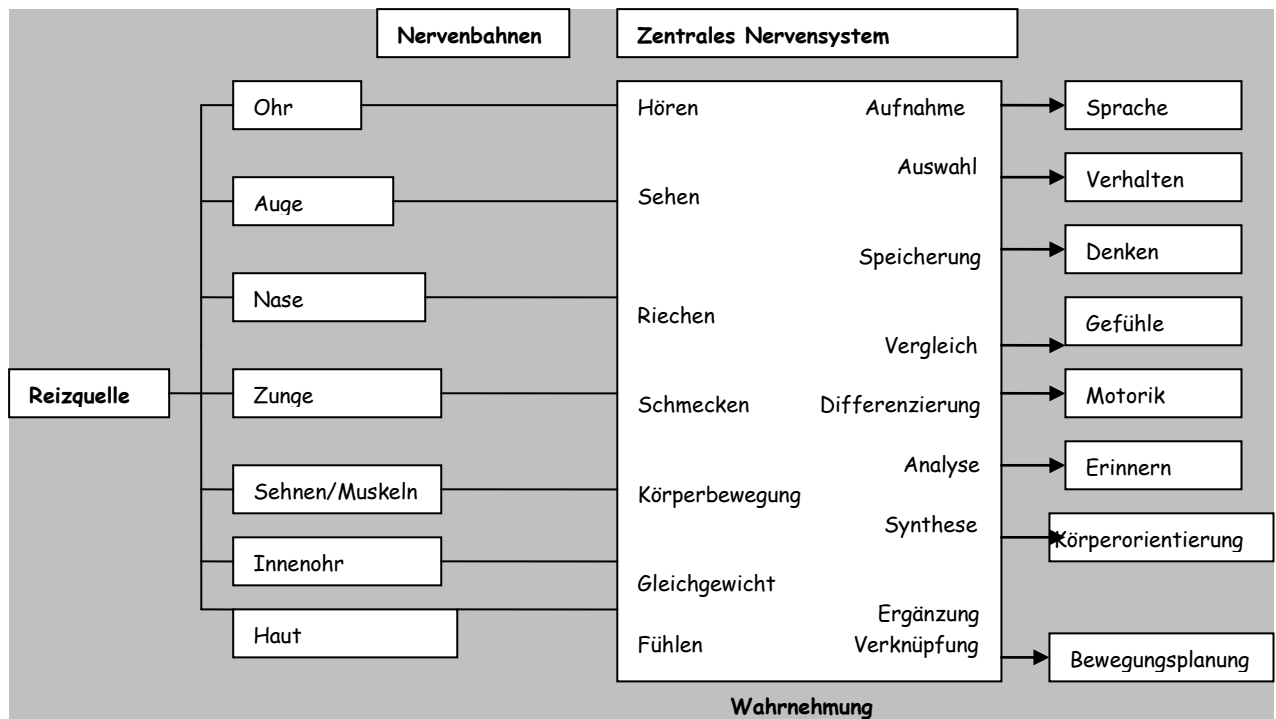 Nervenbahnen
Zentrales Nervensystem
Ohr
Hören
Aufnahme
Sprache
Auswahl
Verhalten
Auge
Sehen
Speicherung
Denken
Nase
Riechen
Gefühle
Vergleich
Reizquelle
Zunge
Schmecken
Differenzierung
Motorik
Analyse
Erinnern
Sehnen/Muskeln
Körperbewegung
Synthese
Körperorientierung
Innenohr
Gleichgewicht
Ergänzung
Haut
Fühlen
Verknüpfung
Bewegungsplanung
Wahrnehmung